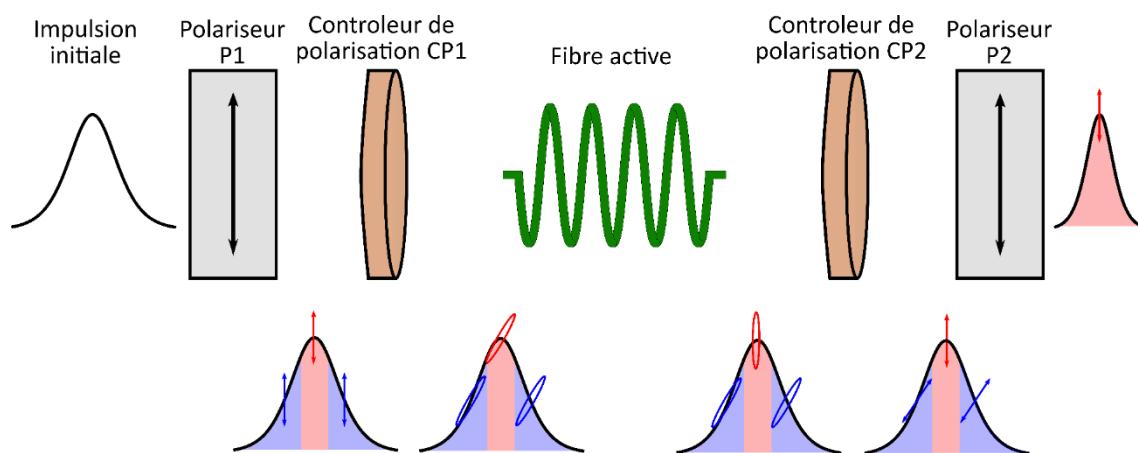 Impulsion
initiale
Polariseur
P1
Controleur de
polarisation CP1
Fibre active
Controleur de
polarisation CP2
Polariseur
P2